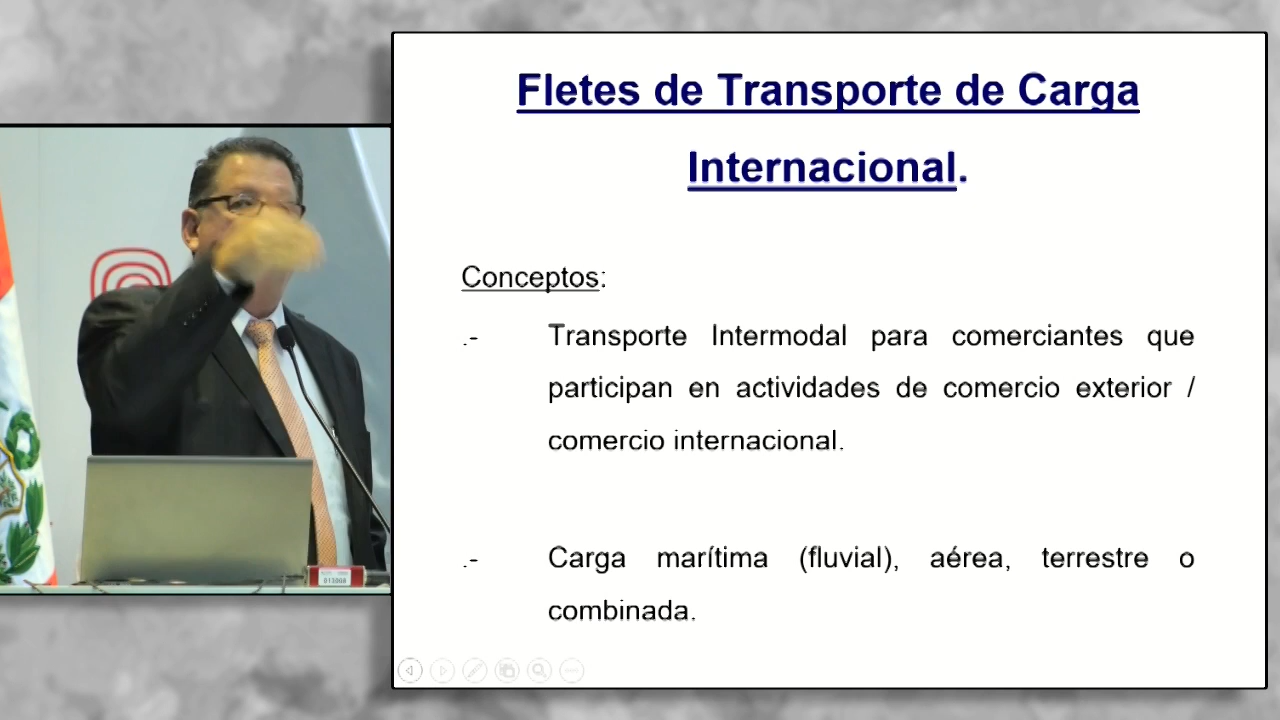 Fletes de Transporte de Carga
Internacional.
Conceptos:
.- Transporte Intermodal para comerciantes que
participan en actividades de comercio exterior /
comercio internacional.
.- Carga marítima (fluvial), aérea, terrestre o
combinada.